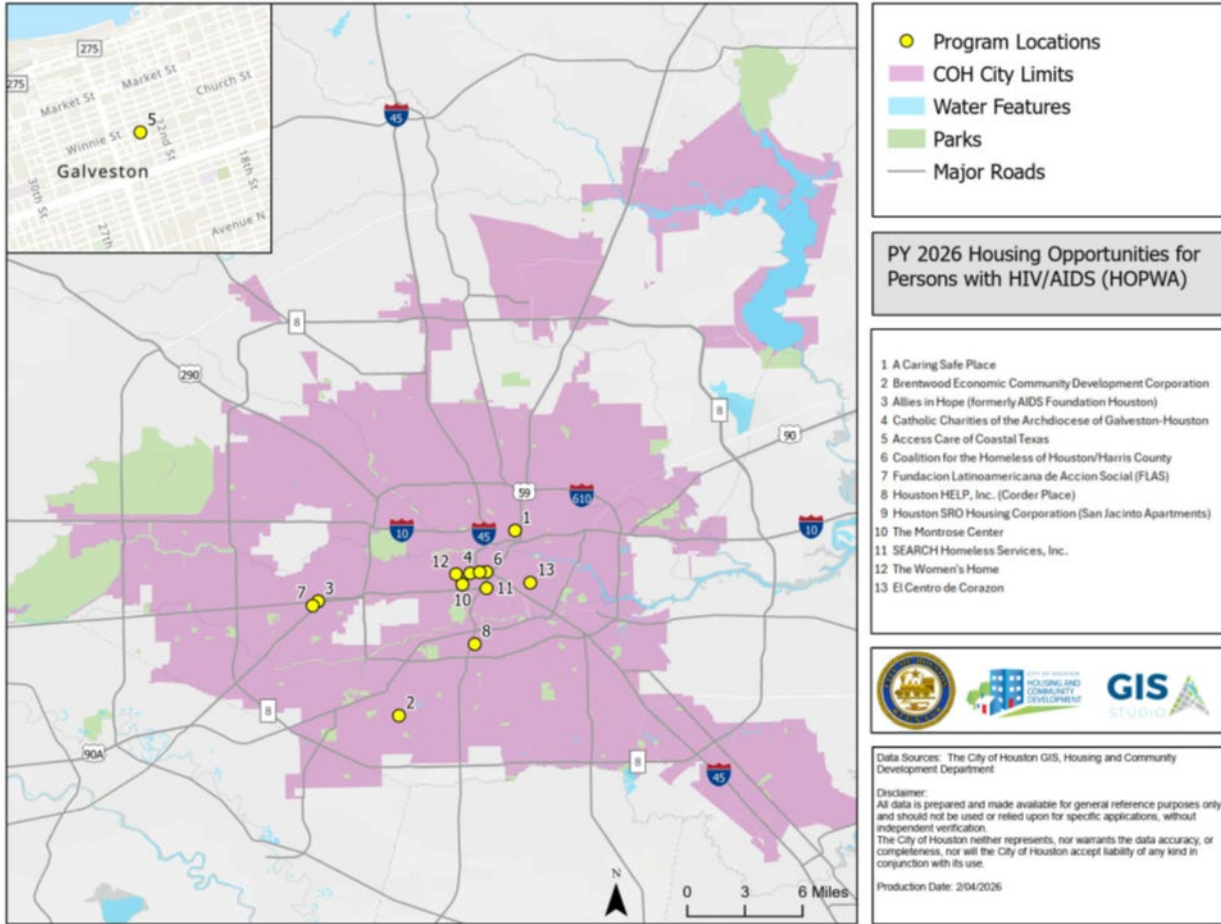 275
275
Market St
Market St
Church St
Winnie St
5
22nd St
Galveston
18th St
30th St
27th
Avenue N
45
8
290
8
90
59
610
10
45
1
10
12
4
6
13
10
11
7
3
8
2
8
90A
8
45
N
0 3 6 Miles
Program Locations
COH City Limits
Water Features
Parks
Major Roads
PY 2026 Housing Opportunities for
Persons with HIV/AIDS (HOPWA)
1 A Caring Safe Place
2 Brentwood Economic Community Development Corporation
3 Allies in Hope (formerly AIDS Foundation Houston)
4 Catholic Charities of the Archdiocese of Galveston-Houston
5 Access Care of Coastal Texas
6 Coalition for the Homeless of Houston/Harris County
7 Fundacion Latinoamericana de Accion Social (FLAS)
8 Houston HELP, Inc. (Corder Place)
9 Houston SRO Housing Corporation (San Jacinto Apartments)
10 The Montrose Center
11 SEARCH Homeless Services, Inc.
12 The Women's Home
13 El Centro de Corazon
CITY OF HOUSTON
HOUSING AND
COMMUNITY
DEVELOPMENT
GIS
STUDIO
Data Sources: The City of Houston GIS, Housing and Community
Development Department
Disclaimer:
All data is prepared and made available for general reference purposes only
and should not be used or relied upon for specific applications, without
independent verification.
The City of Houston neither represents, nor warrants the data accuracy, or
completeness, nor will the City of Houston accept liability of any kind in
conjunction with its use.
Production Date: 2/04/2026